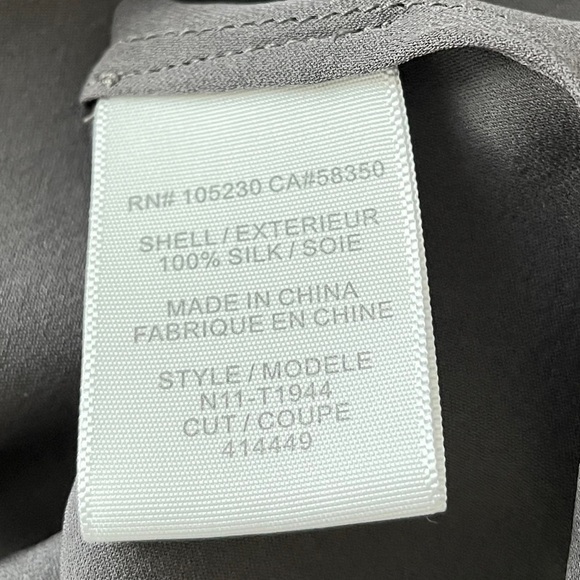 RN# 105230 CA#58350
SHELL / EXTERIEUR
100% SILK / SOIE
MADE IN CHINA
FABRIQUE EN CHINE
STYLE / MODELE
N11-T1944
CUT / COUPE
414449